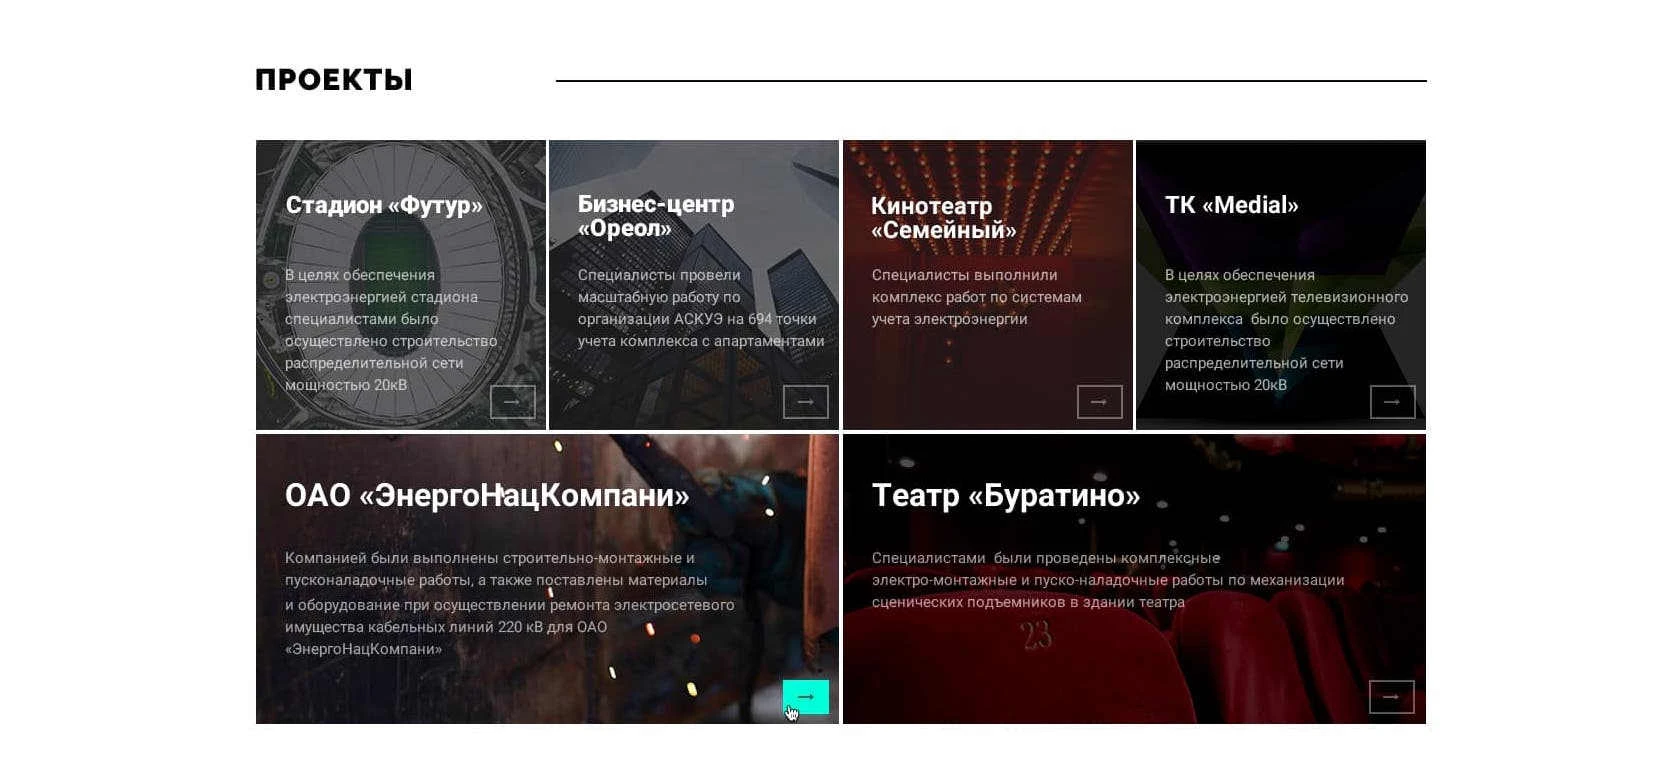 ПРОЕКТЫ
Стадион «Футур»
В целях обеспечения
электроэнергией стадиона
специалистами было
осуществлено строительство
распределительной сети
мощностью 20кВ
Бизнес-центр
«Ореол»
Специалисты провели
масштабную работу по
организации АСКУЭ на 694 точки
учета комплекса с апартаментами
Кинотеатр
«Семейный»
Специалисты выполнили
комплекс работ по системам
учета электроэнергии
ТК «Medial»
В целях обеспечения
электроэнергией телевизионного
комплекса было осуществлено
строительство
распределительной сети
мощностью 20кВ
ОАО «ЭнергоНацКомпани»
Компанией были выполнены строительно-монтажные и
пусконаладочные работы, а также поставлены материалы
и оборудование при осуществлении ремонта электросетевого
имущества кабельных линий 220 кВ для ОАО
«ЭнергоНацКомпани»
Театр «Буратино»
Специалистами были проведены комплексные
электро-монтажные и пуско-наладочные работы по механизации
сценических подъемников в здании театра
23